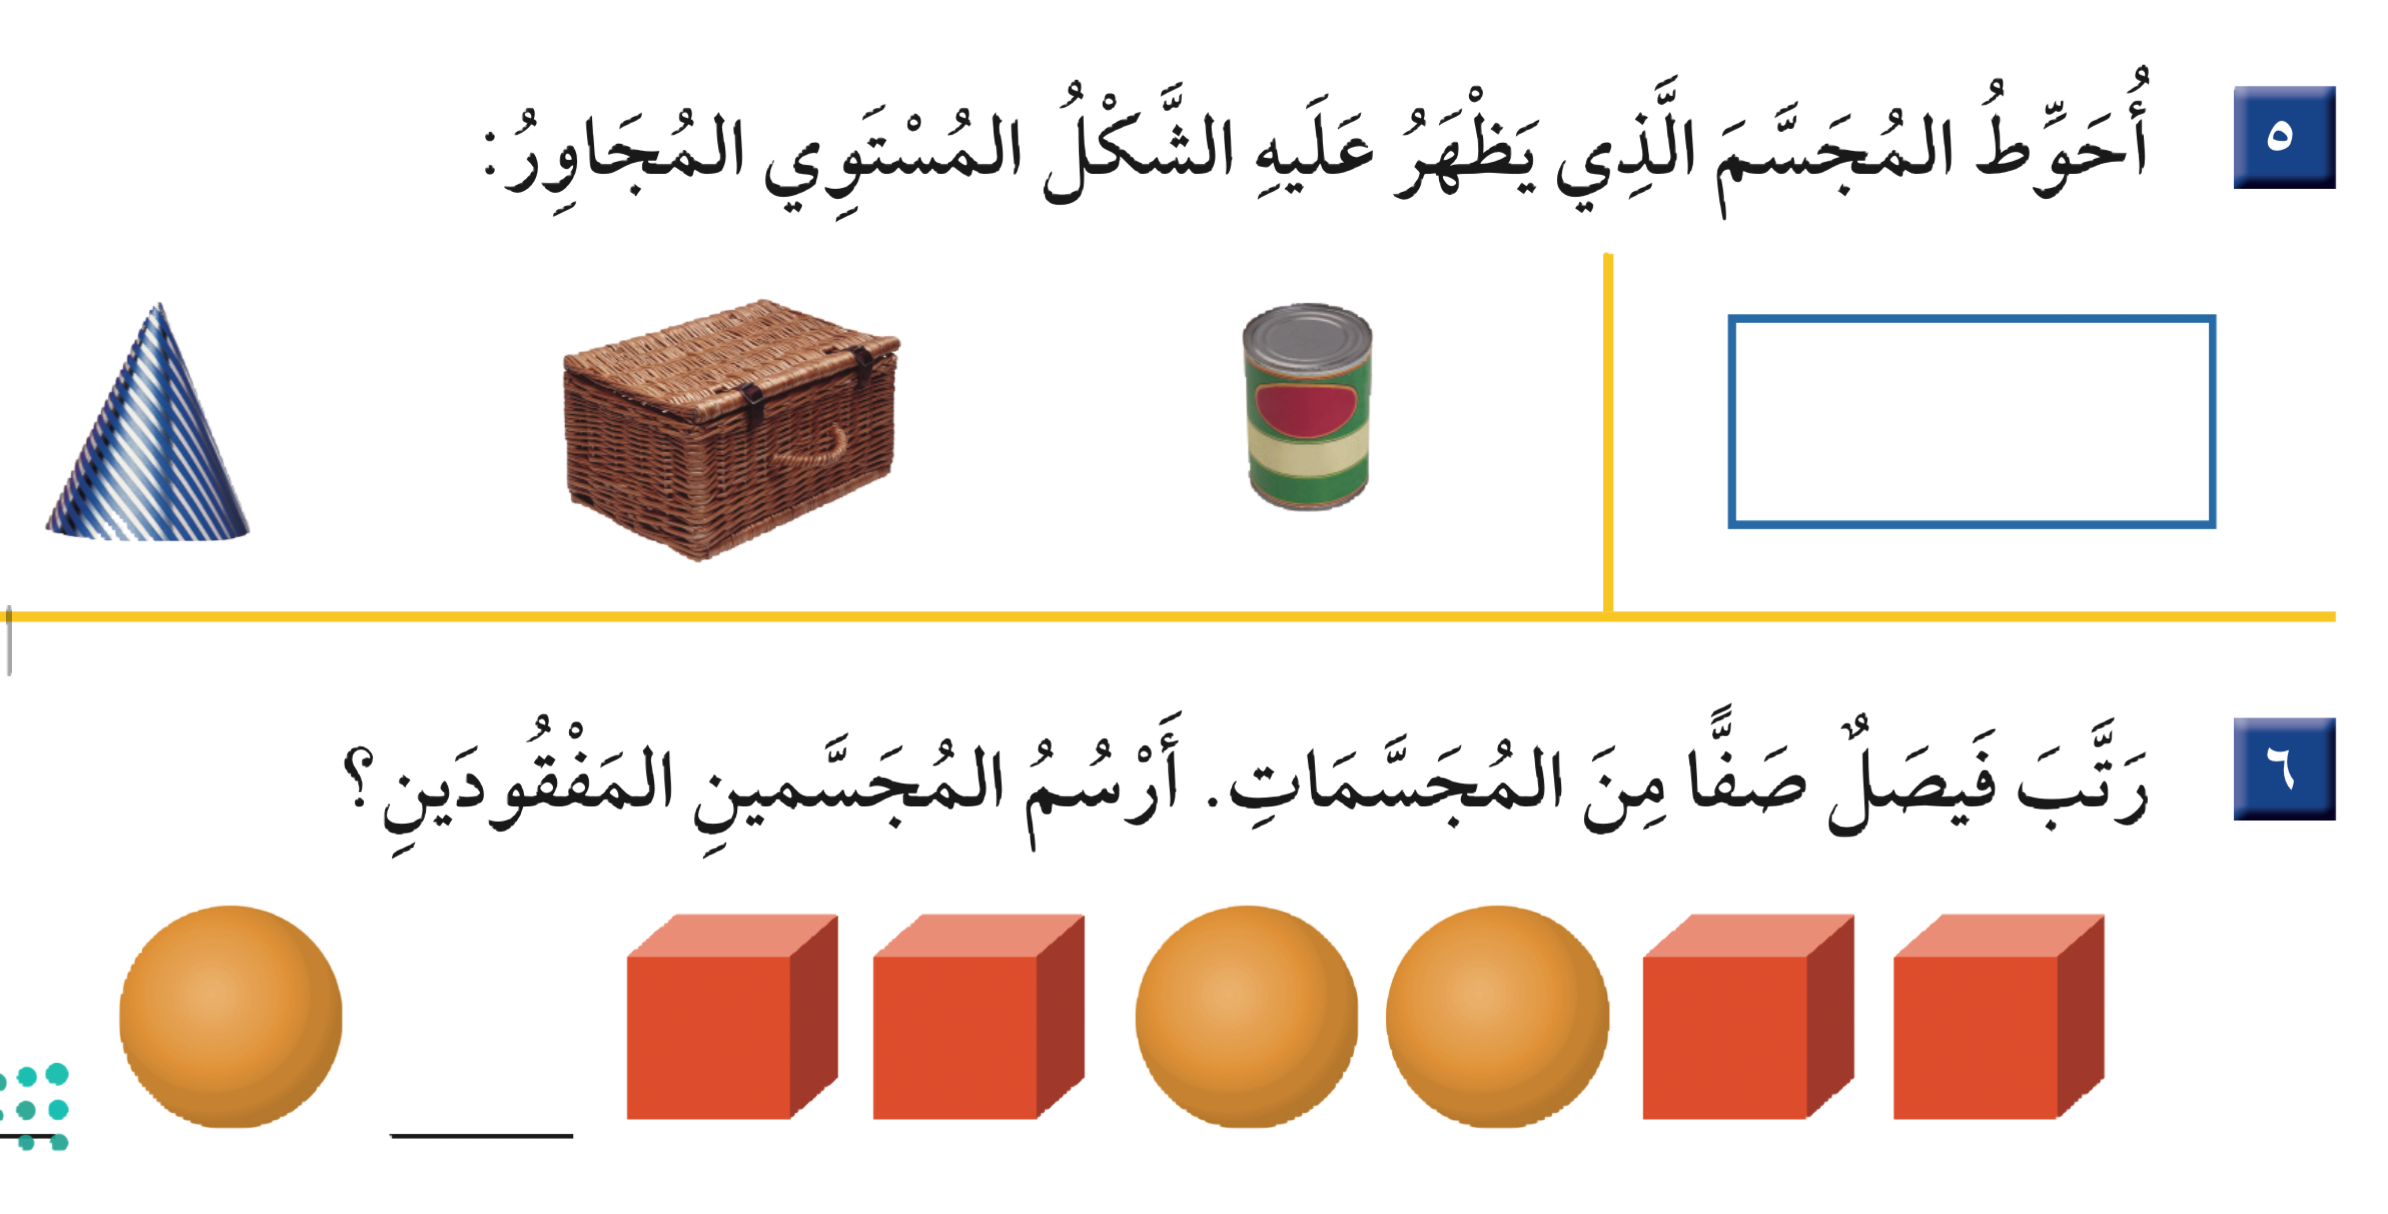 ٥ أُحَوِّطُ المُجَسَّمَ الَّذِي يَظْهَرُ عَلَيهِ الشَّكْلُ المُسْتَوِي المُجَاوِرُ:
٦ رَتَّبَ فَيصَلٌ صَفًّا مِنَ المُجَسَّمَاتِ. أَرْسُمُ المُجَسَّمينِ المَفْقُودَينِ؟